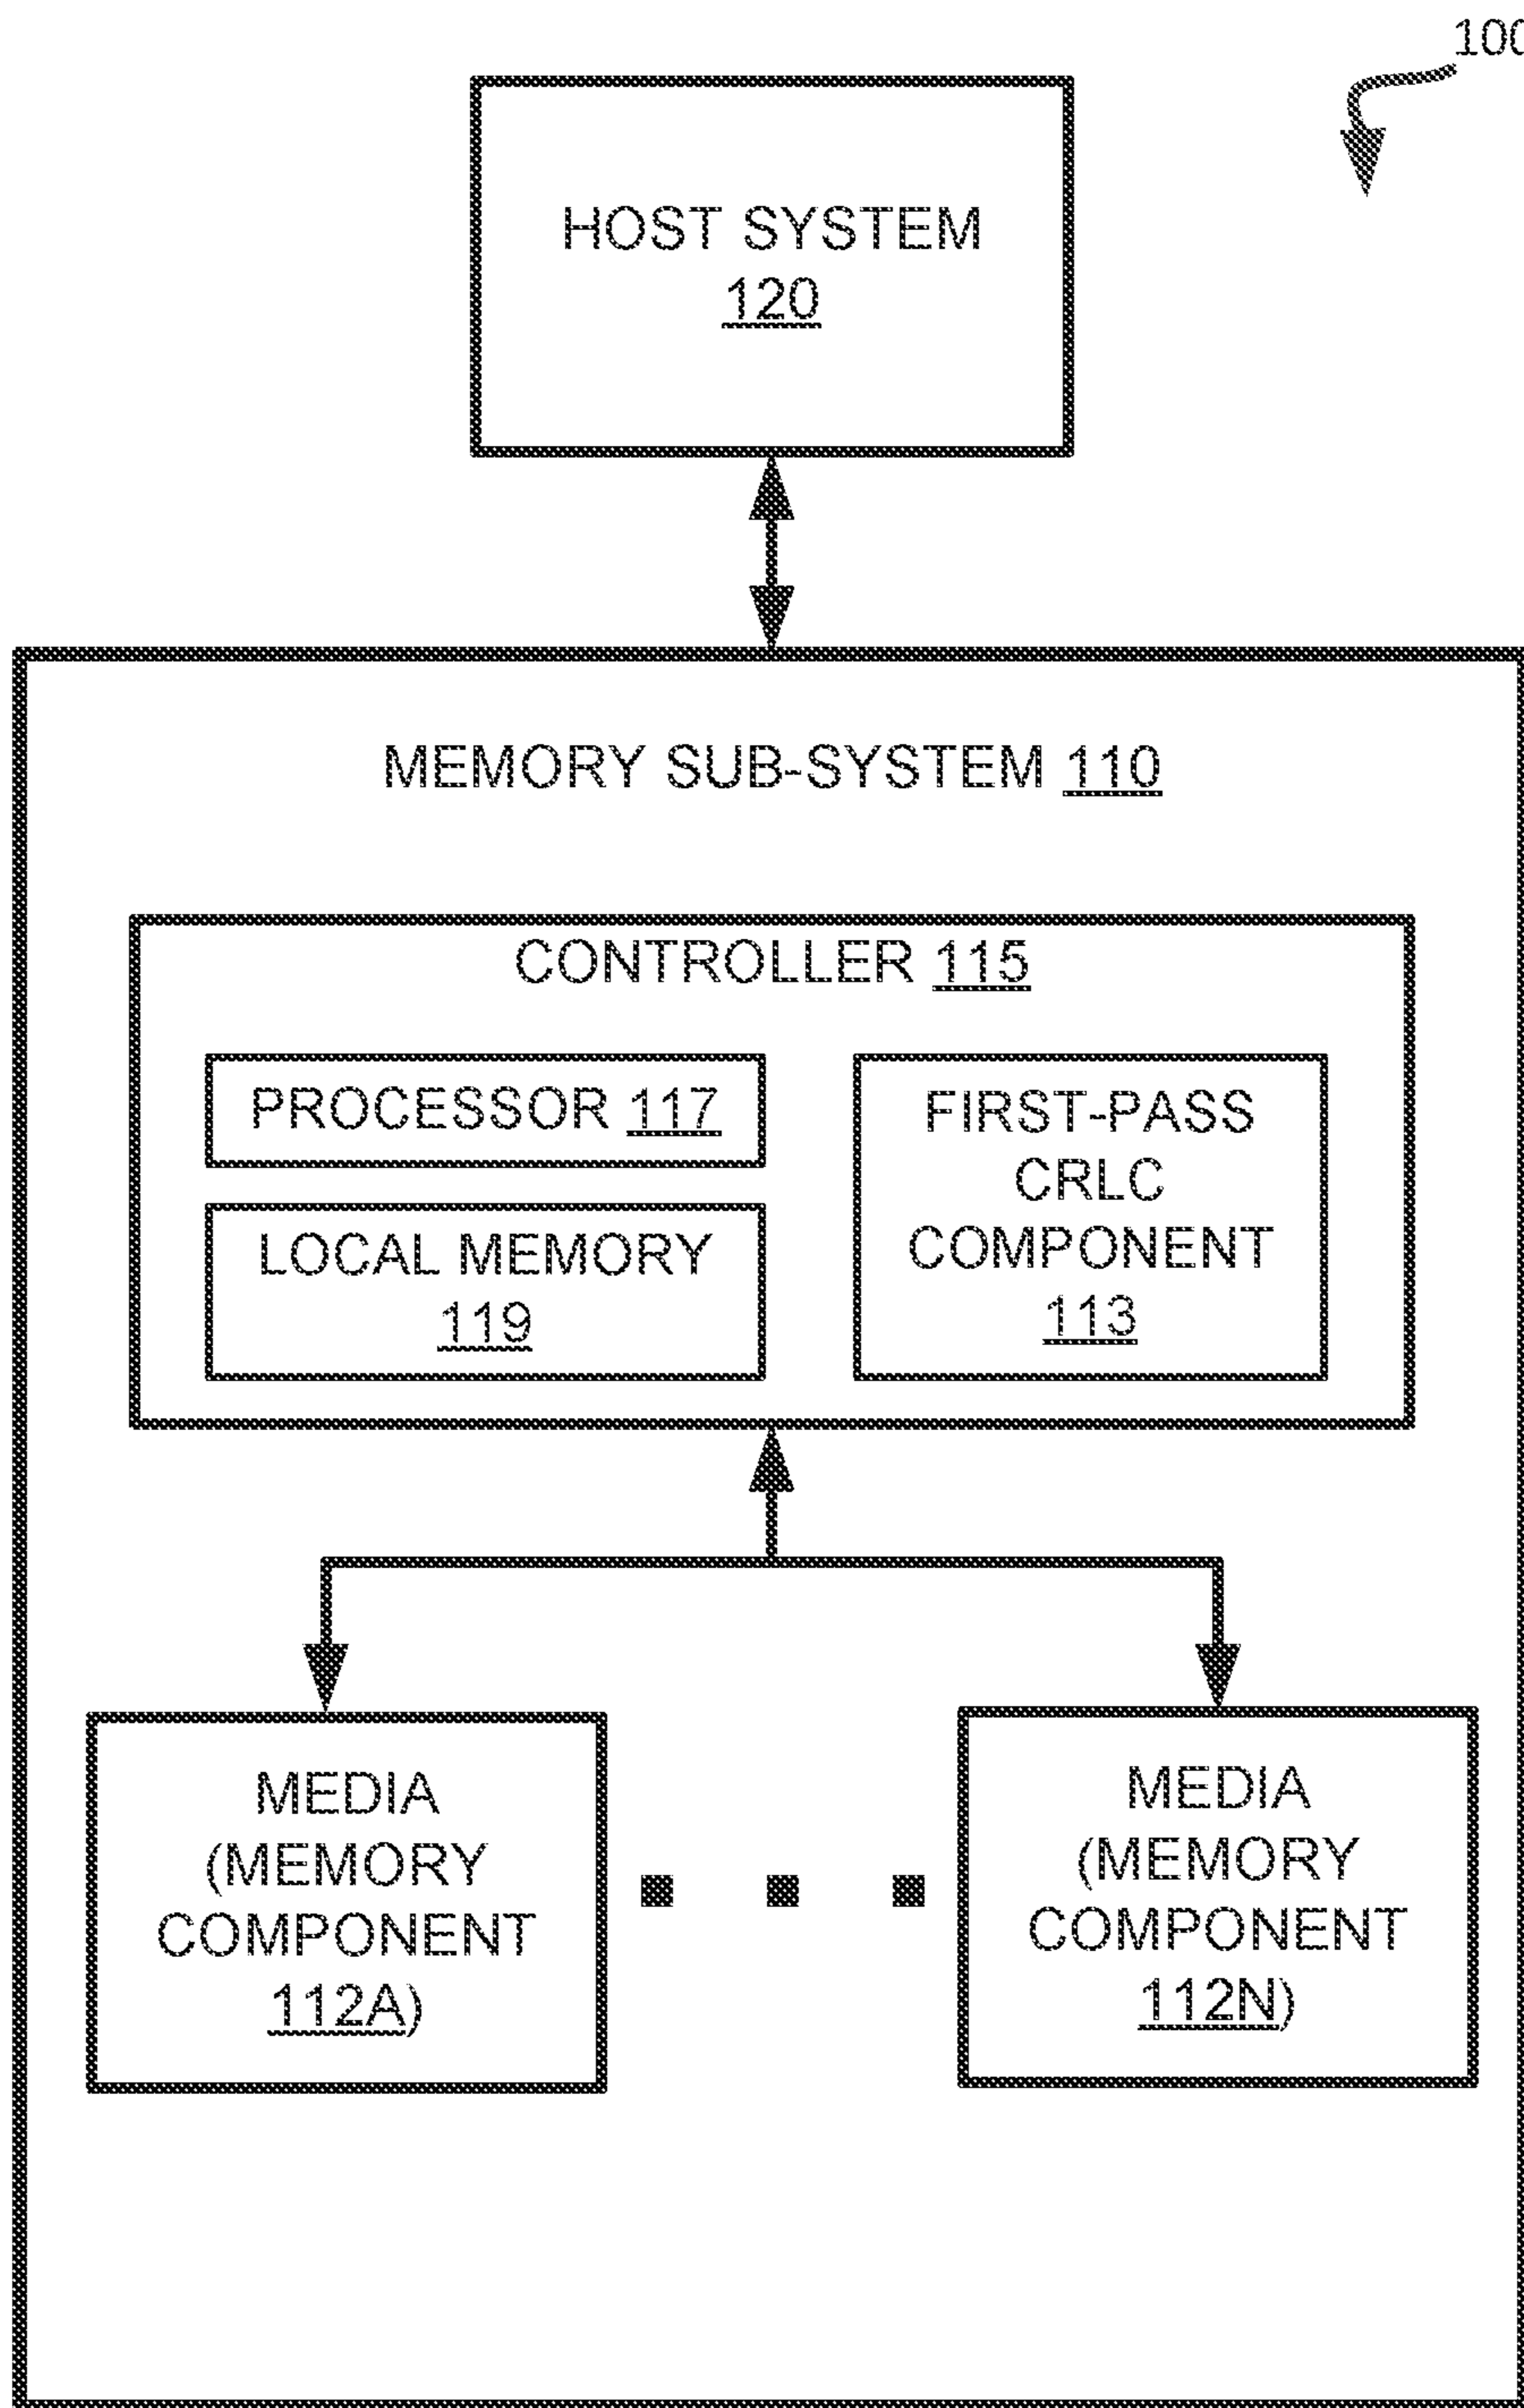 100
HOST SYSTEM
120
MEMORY SUB-SYSTEM 110
CONTROLLER 115
PROCESSOR 117
LOCAL MEMORY
119
FIRST-PASS
CRLC
COMPONENT
113
MEDIA
(MEMORY
COMPONENT
112A)
MEDIA
(MEMORY
COMPONENT
112N)